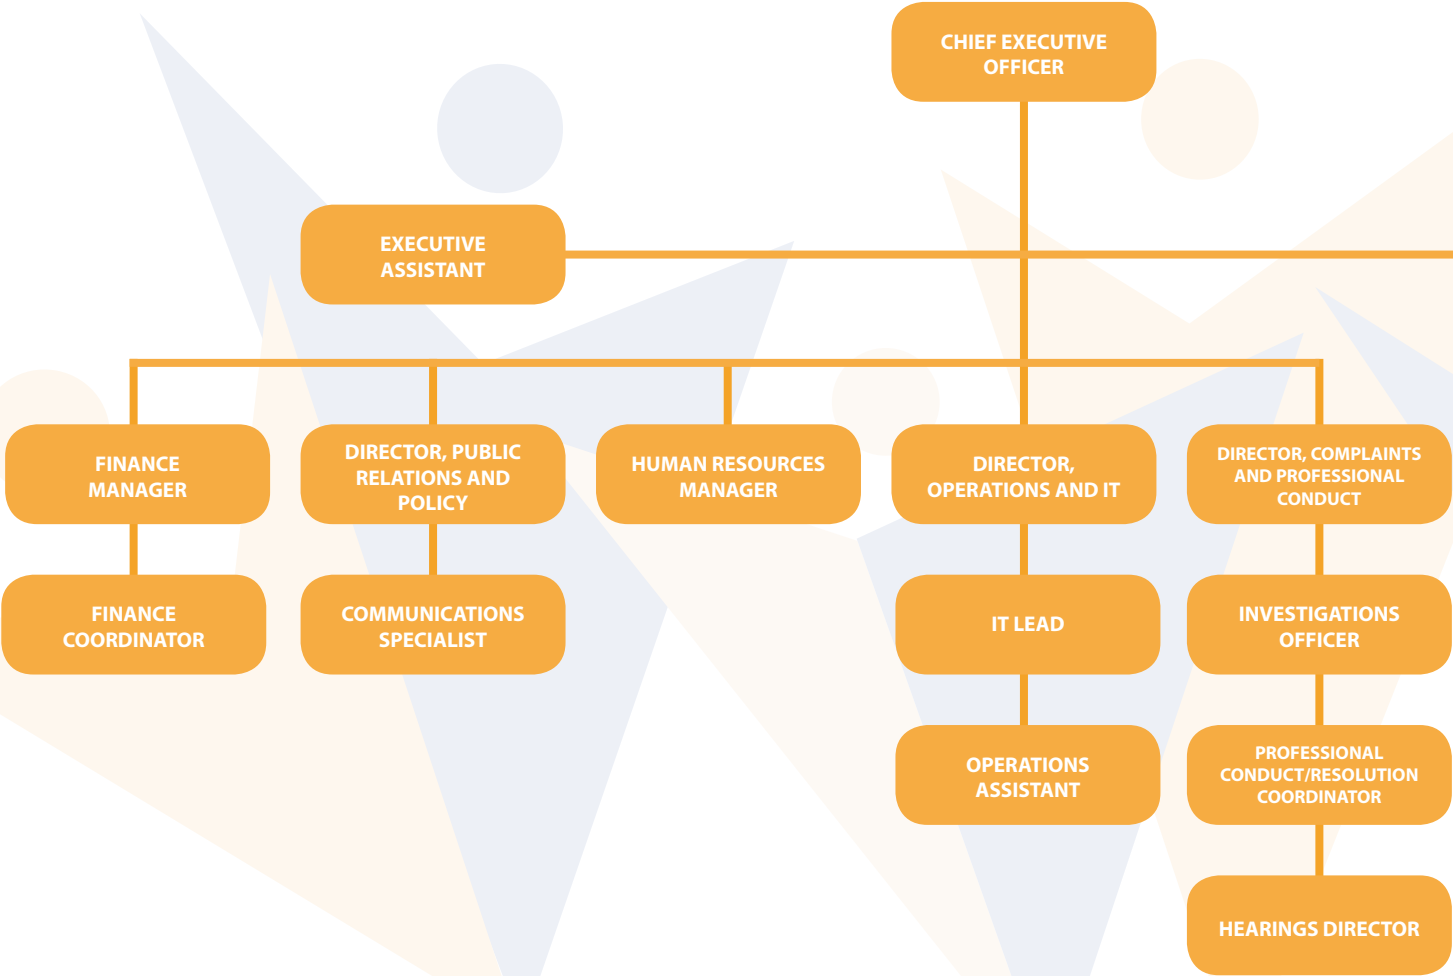 CHIEF EXECUTIVE
OFFICER
EXECUTIVE
ASSISTANT
FINANCE
MANAGER
DIRECTOR, PUBLIC
RELATIONS AND
POLICY
HUMAN RESOURCES
MANAGER
DIRECTOR,
OPERATIONS AND IT
DIRECTOR, COMPLAINTS
AND PROFESSIONAL
CONDUCT
FINANCE
COORDINATOR
COMMUNICATIONS
SPECIALIST
IT LEAD
INVESTIGATIONS
OFFICER
OPERATIONS
ASSISTANT
PROFESSIONAL
CONDUCT/RESOLUTION
COORDINATOR
HEARINGS DIRECTOR